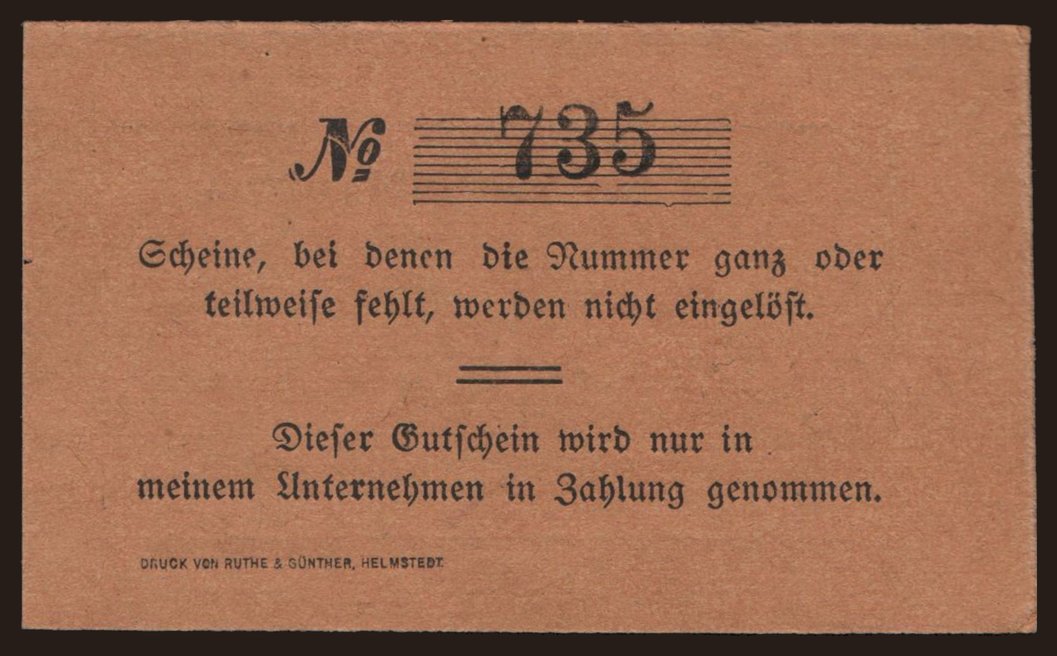 No 735
Scheine, bei denen die Nummer ganz oder
teilweise fehlt, werden nicht eingelöst.
Dieser Gutschein wird nur in
meinem Unternehmen in Zahlung genommen.
DRUCK VON RUTHE & GÜNTHER, HELMSTEDT.